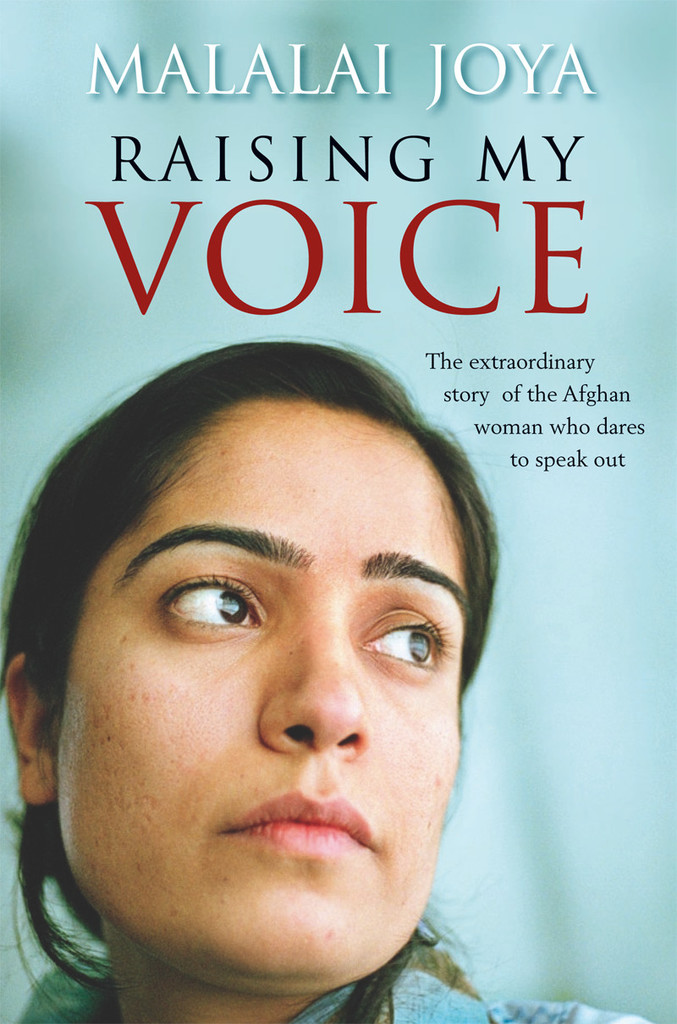 MALALAI JOYA
RAISING MY
VOICE
The extraordinary
story of the Afghan
woman who dares
to speak out